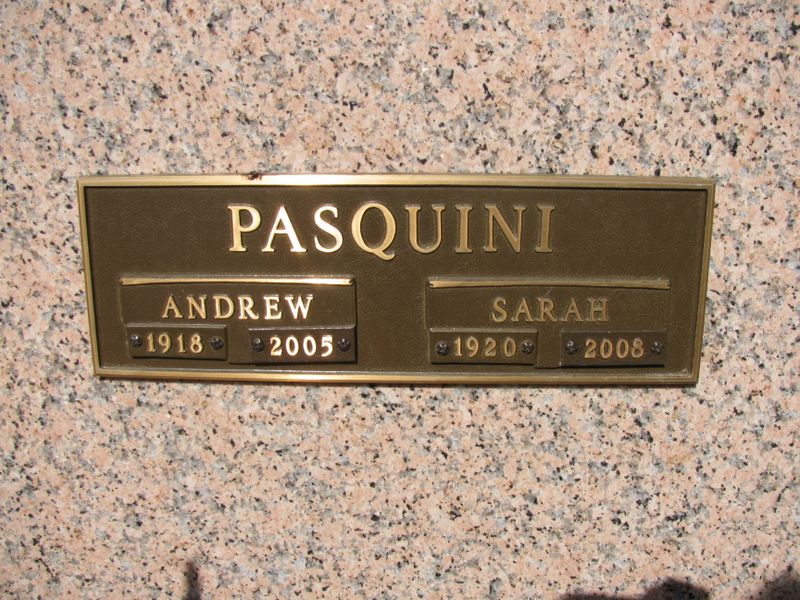 PASQUINI
ANDREW SARAH
1918 2005 1920 2008